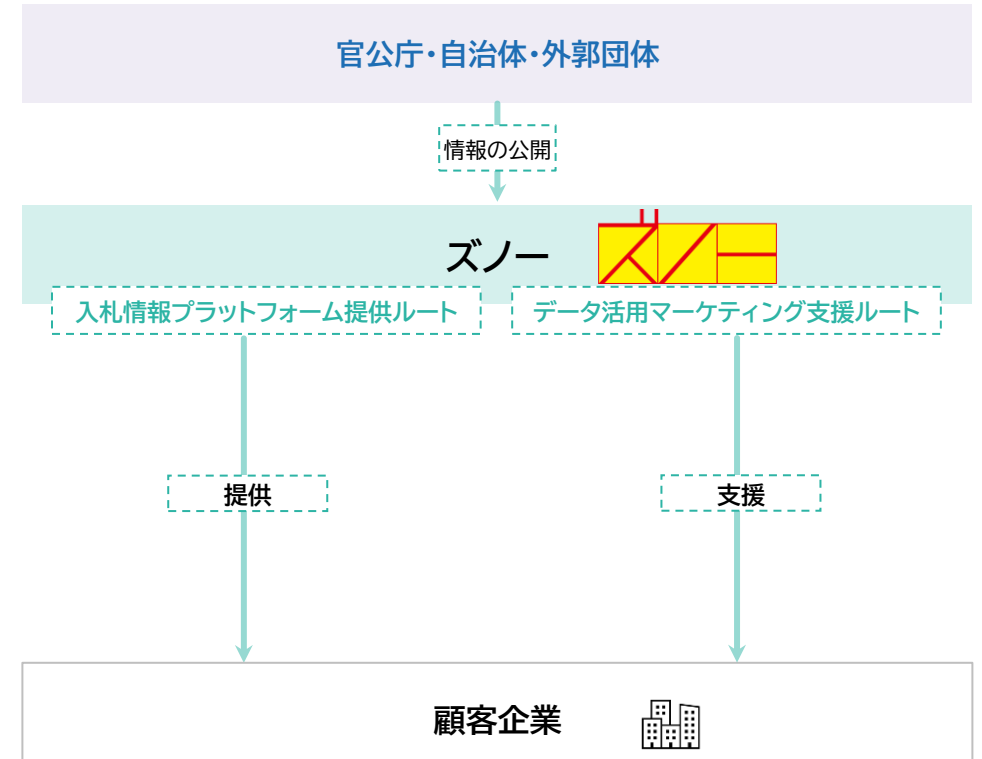 官公庁・自治体・外郭団体
情報の公開
ズノー ズノー
入札情報プラットフォーム提供ルート データ活用マーケティング支援ルート
提供 支援
顧客企業